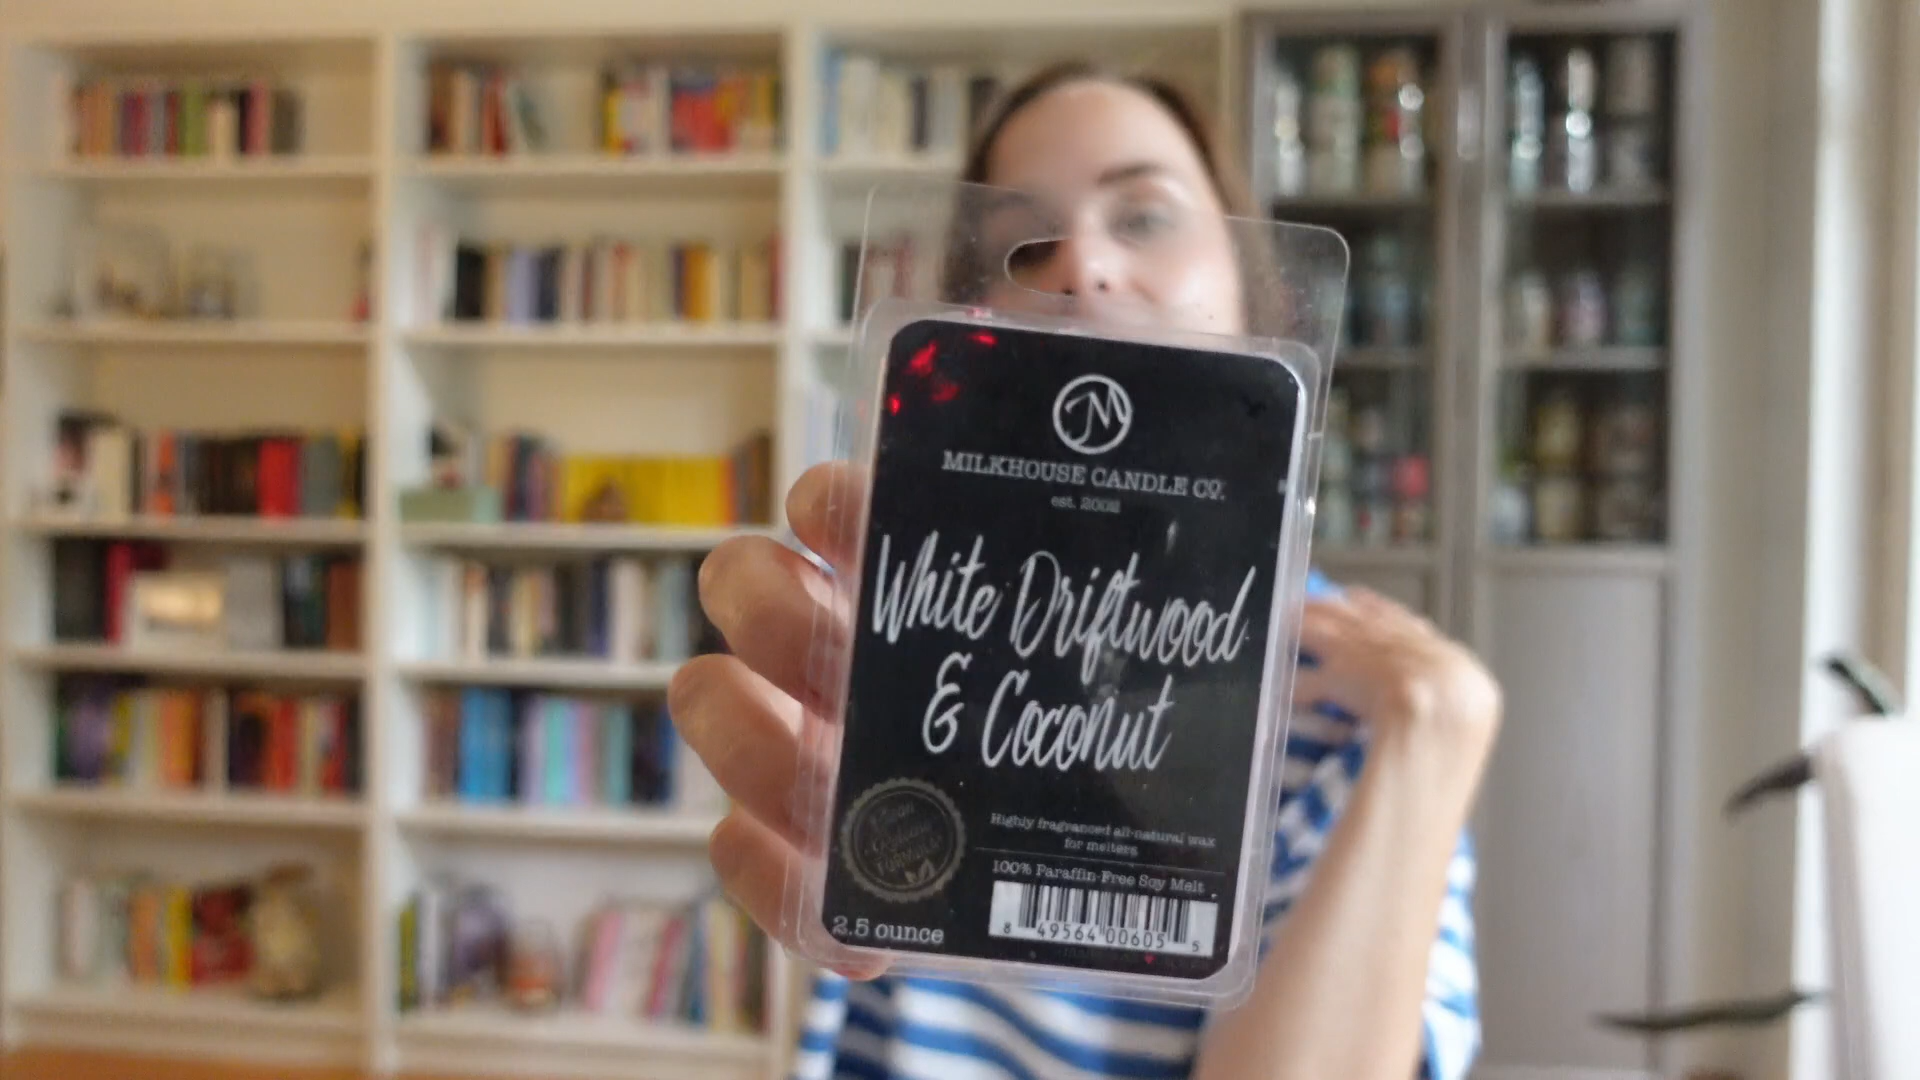 MILKHOUSE CANDLE CO.
est. 2002
White Driftwood
& Coconut
Highly fragranced all-natural wax
for melters
100% Paraffin-Free Soy Melt
FORMULA
2.5 ounce
8 49564 00605 5